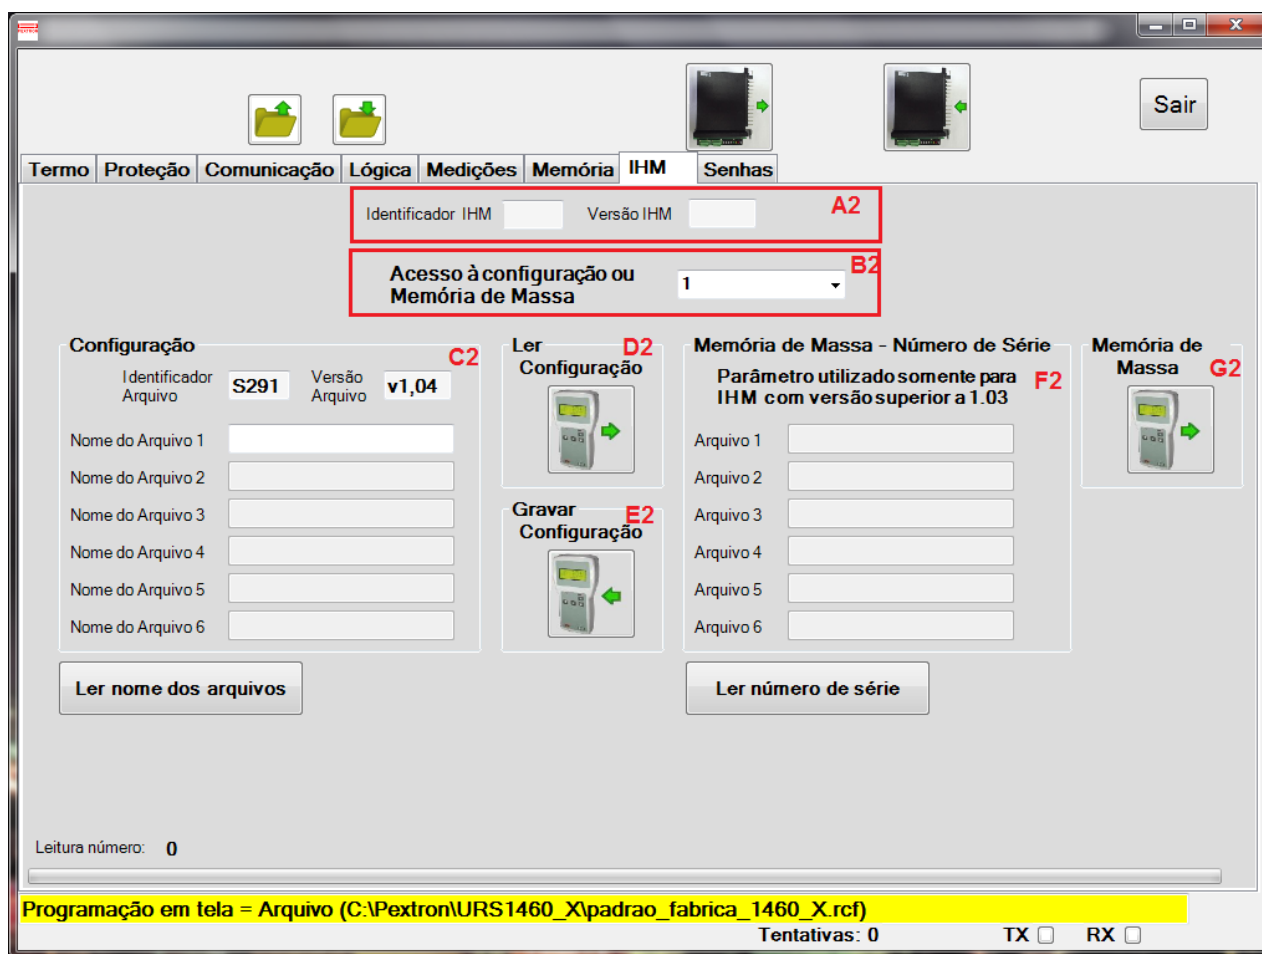 PEXTRON
Sair
Termo Proteção Comunicação Lógica Medições Memória IHM Senhas
Identificador IHM Versão IHM A2
Acesso à configuração ou
Memória de Massa
1
B2
Configuração
C2
Identificador
Arquivo
S291
Versão
Arquivo
v1,04
Nome do Arquivo 1
Nome do Arquivo 2
Nome do Arquivo 3
Nome do Arquivo 4
Nome do Arquivo 5
Nome do Arquivo 6
Ler nome dos arquivos
Ler
Configuração
D2
Gravar
Configuração
E2
Memória de Massa - Número de Série
Parâmetro utilizado somente para
IHM com versão superior a 1.03
F2
Arquivo 1
Arquivo 2
Arquivo 3
Arquivo 4
Arquivo 5
Arquivo 6
Ler número de série
Memória de
Massa
G2
Leitura número: 0
Programação em tela = Arquivo (C:\Pextron\URS1460_X\padrao_fabrica_1460_X.rcf)
Tentativas: 0 TX RX